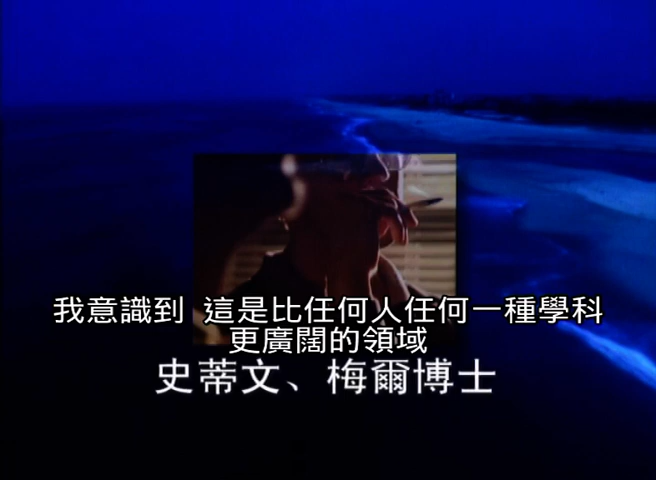 我意識到 這是比任何人任何一種學科
更廣闊的領域
史蒂文、梅爾博士